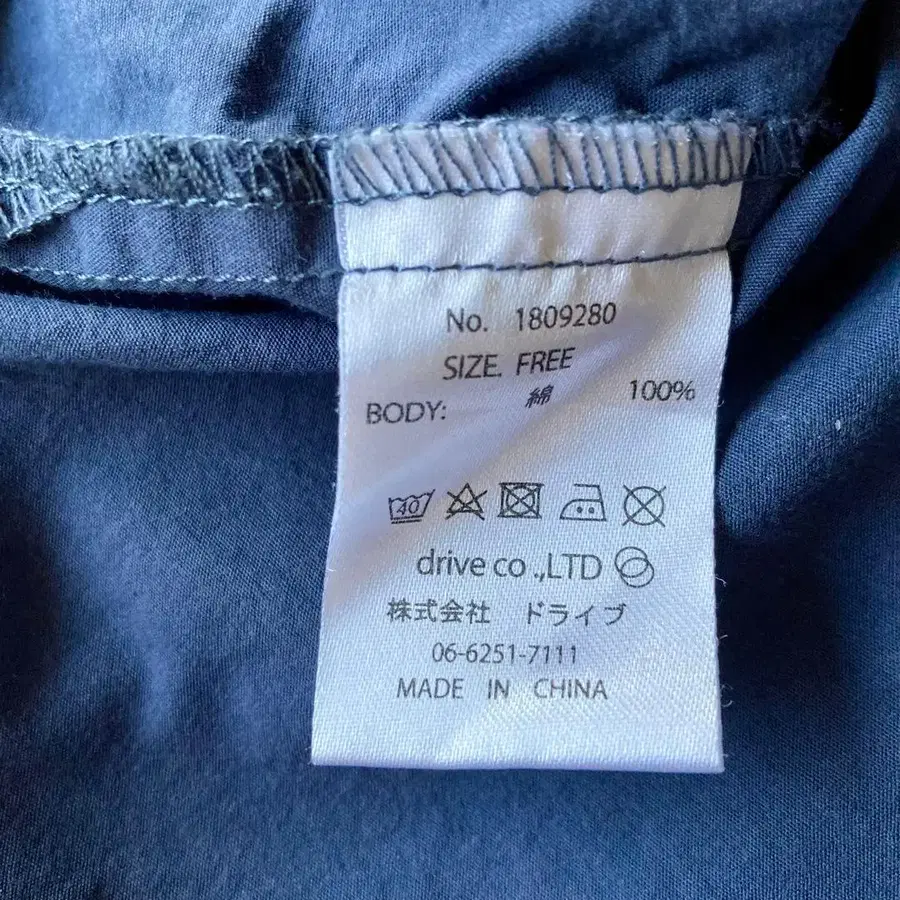 No. 1809280
SIZE. FREE
BODY: 綿 100%
40
drive co .,LTD
株式会社 ドライブ
06-6251-7111
MADE IN CHINA